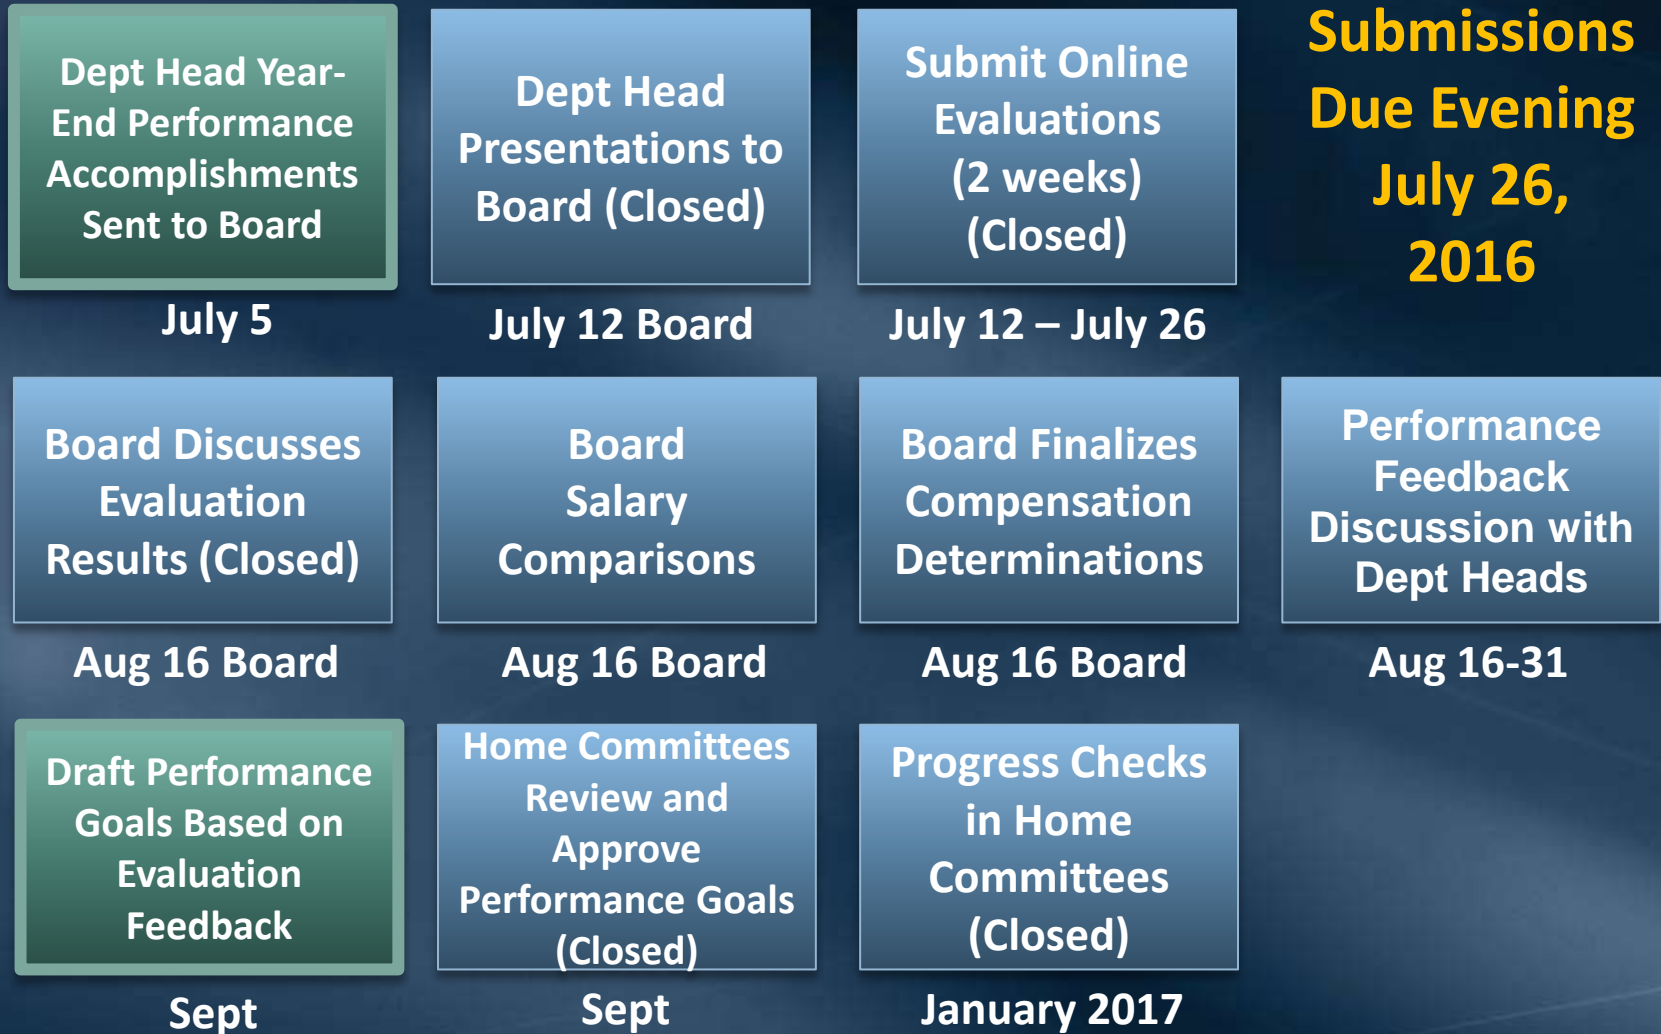 Dept Head Year-
End Performance
Accomplishments
Sent to Board
July 5
Dept Head
Presentations to
Board (Closed)
July 12 Board
Submit Online
Evaluations
(2 weeks)
(Closed)
July 12 – July 26
Submissions
Due Evening
July 26,
2016
Board Discusses
Evaluation
Results (Closed)
Aug 16 Board
Board
Salary
Comparisons
Aug 16 Board
Board Finalizes
Compensation
Determinations
Aug 16 Board
Performance
Feedback
Discussion with
Dept Heads
Aug 16-31
Draft Performance
Goals Based on
Evaluation
Feedback
Sept
Home Committees
Review and
Approve
Performance Goals
(Closed)
Sept
Progress Checks
in Home
Committees
(Closed)
January 2017